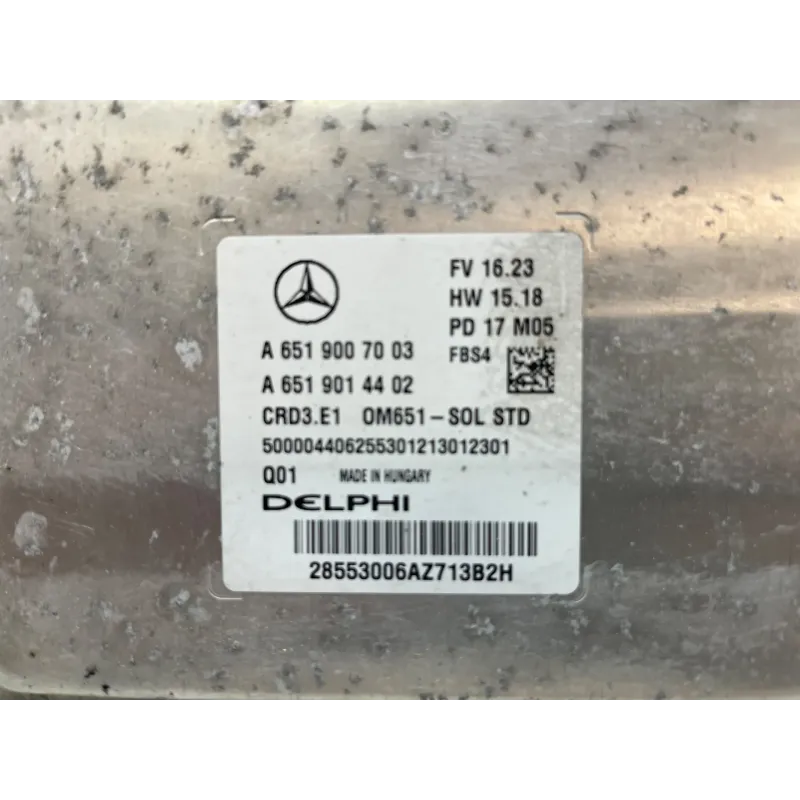 FV 16.23
HW 15.18
PD 17 M05
A 651 900 70 03
FBS4
A 651 901 44 02
CRD3.E1 OM651-SOL STD
500004406255301213012301
Q01 MADE IN HUNGARY
DELPHI
28553006AZ713B2H